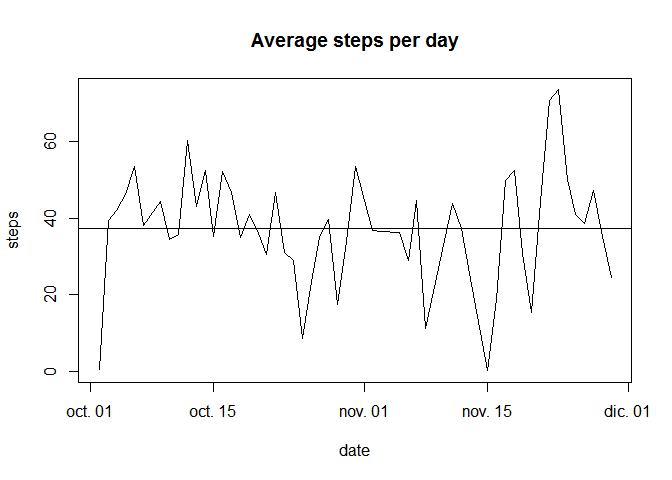 Average steps per day
steps
60
40
20
0
oct. 01 oct. 15 nov. 01 nov. 15 dic. 01
date